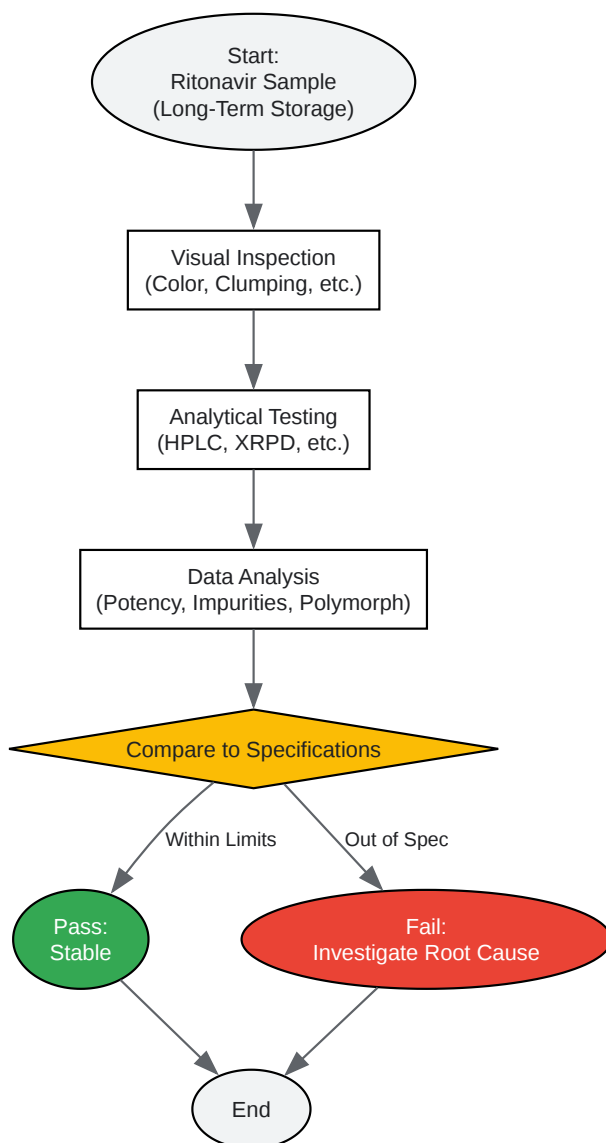 Start:
Ritonavir Sample
(Long-Term Storage)
Visual Inspection
(Color, Clumping, etc.)
Analytical Testing
(HPLC, XRPD, etc.)
Data Analysis
(Potency, Impurities, Polymorph)
Compare to Specifications
Within Limits
Out of Spec
Pass:
Stable
Fail:
Investigate Root Cause
End